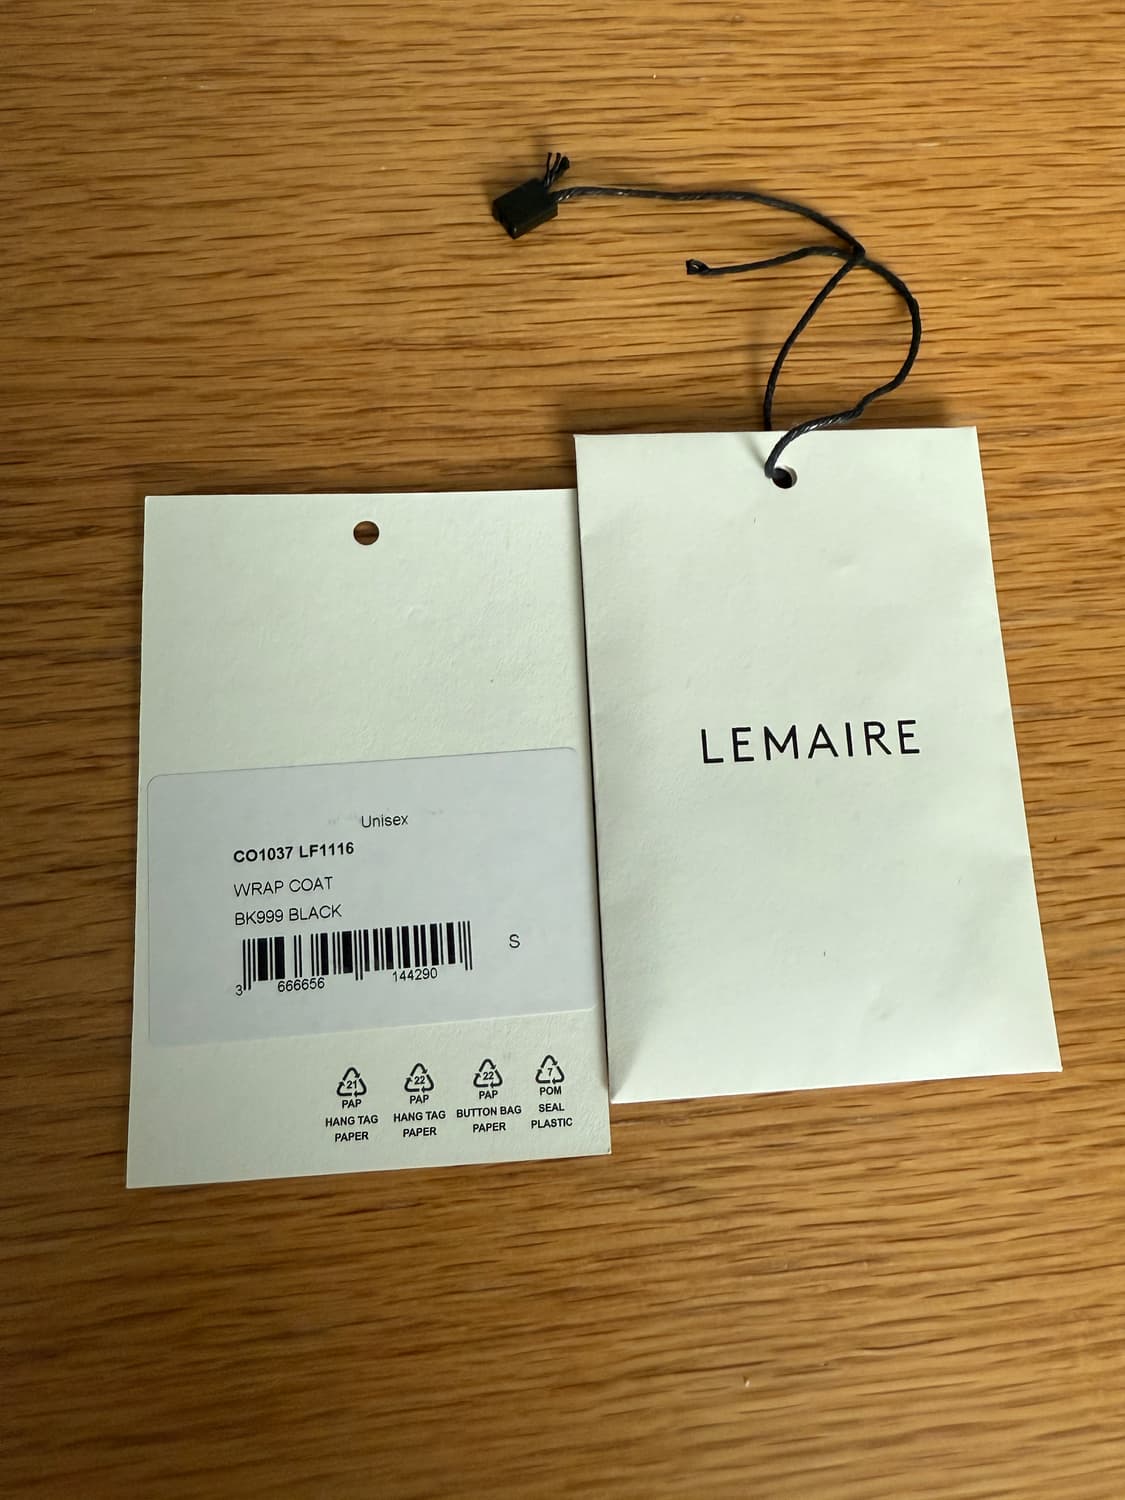 LEMAIRE
Unisex
CO1037 LF1116
WRAP COAT
BK999 BLACK
S
3 666656 144290
21 22 22 7
PAP PAP PAP POM
HANG TAG PAPER
HANG TAG PAPER
BUTTON BAG PAPER
SEAL PLASTIC